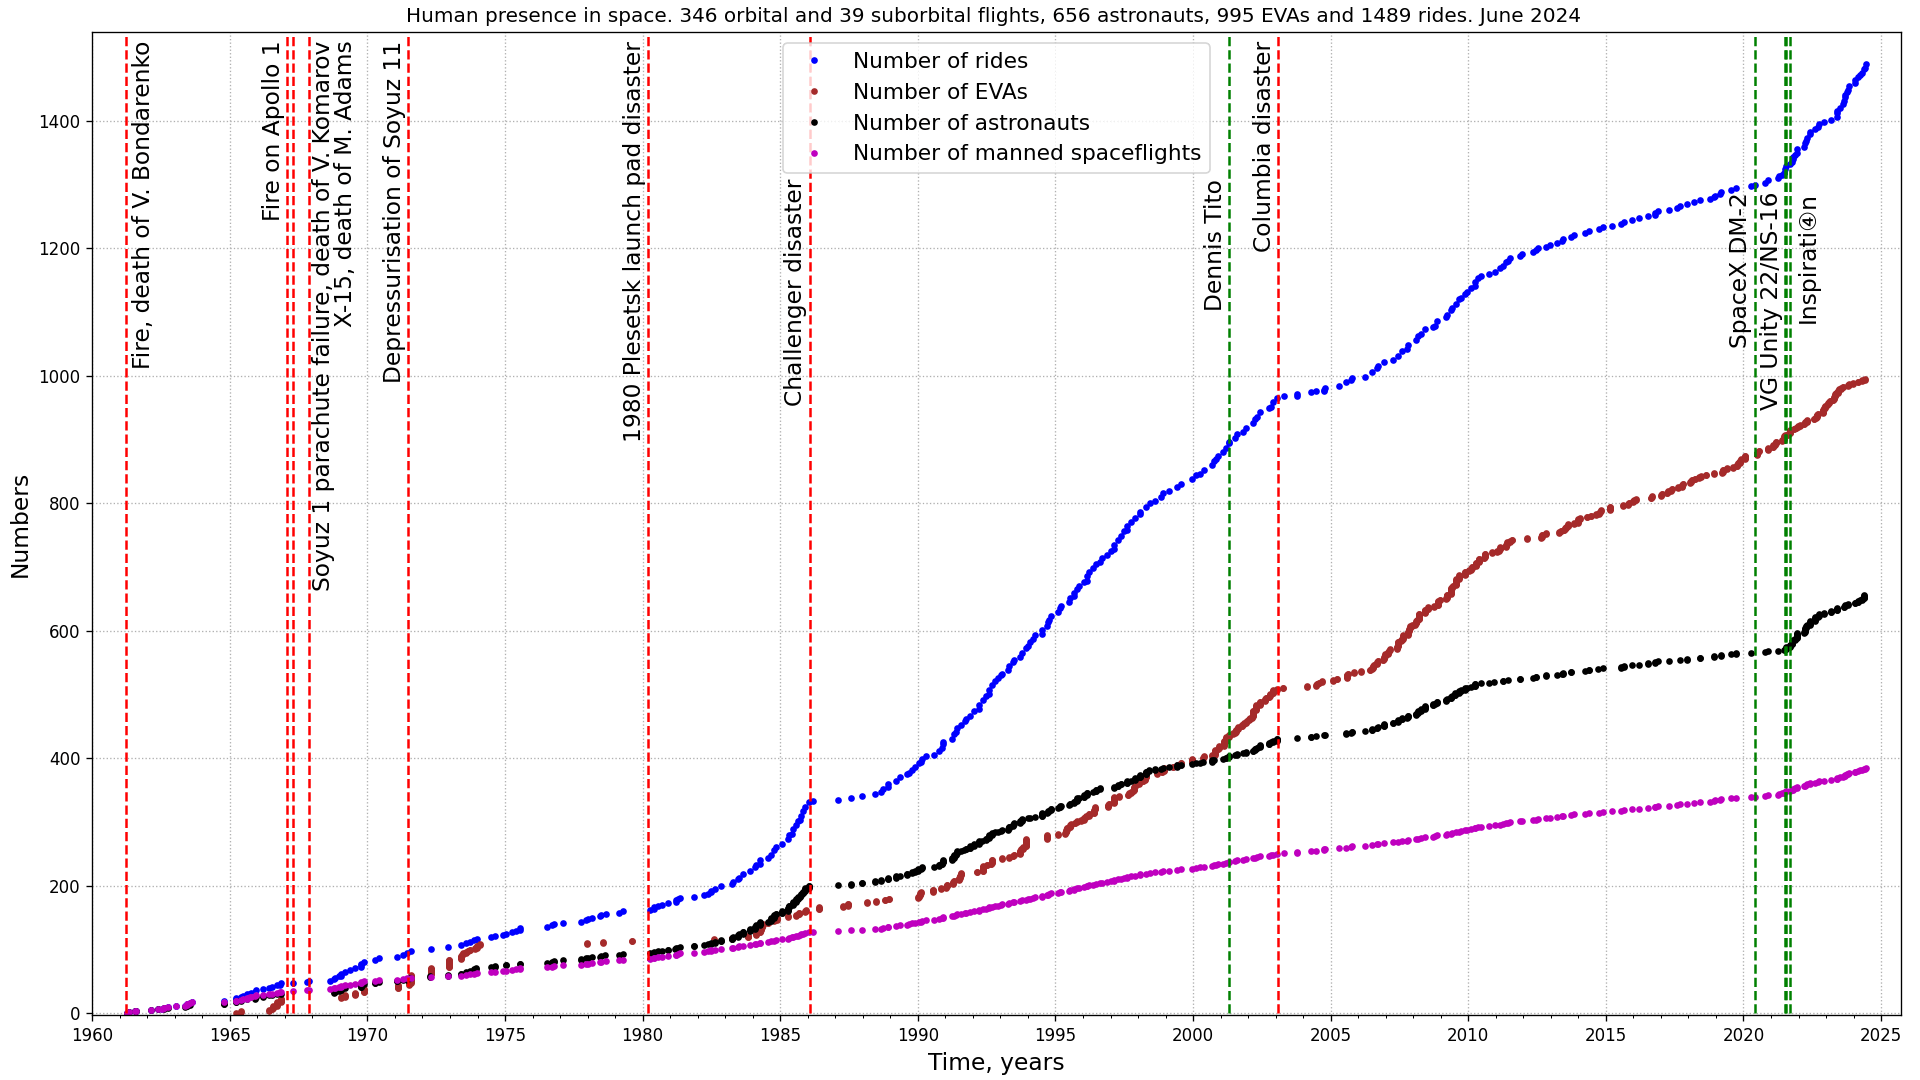 Human presence in space. 346 orbital and 39 suborbital flights, 656 astronauts, 995 EVAs and 1489 rides. June 2024
Number of rides
Number of EVAs
Number of astronauts
Number of manned spaceflights
Fire, death of V. Bondarenko
Fire on Apollo 1
Soyuz 1 parachute failure, death of V. Komarov
X-15, death of M. Adams
Depressurisation of Soyuz 11
1980 Plesetsk launch pad disaster
Challenger disaster
Dennis Tito
Columbia disaster
SpaceX DM-2
VG Unity 22/NS-16
Inspirati④n
Numbers
1400
1200
1000
800
600
400
200
0
1960 1965 1970 1975 1980 1985 1990 1995 2000 2005 2010 2015 2020 2025
Time, years